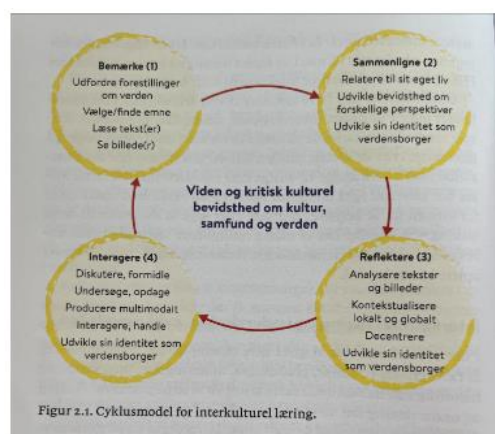 Bemærke (1)
Udfordre forestillinger
om verden
Vælge/finde emne
Læse tekst(er)
Se billede(r)
Sammenligne (2)
Relatere til sit eget liv
Udvikle bevidsthed om
forskellige perspektiver
Udvikle sin identitet som
verdensborger
Viden og kritisk kulturel
bevidsthed om kultur,
samfund og verden
Reflektere (3)
Analysere tekster
og billeder
Kontekstualisere
lokalt og globalt
Decentrere
Udvikle sin identitet
som verdensborger
Interagere (4)
Diskutere, formidle
Undersøge, opdage
Producere multimodalt
Interagere, handle
Udvikle sin identitet som
verdensborger
Figur 2.1. Cyklusmodel for interkulturel læring.